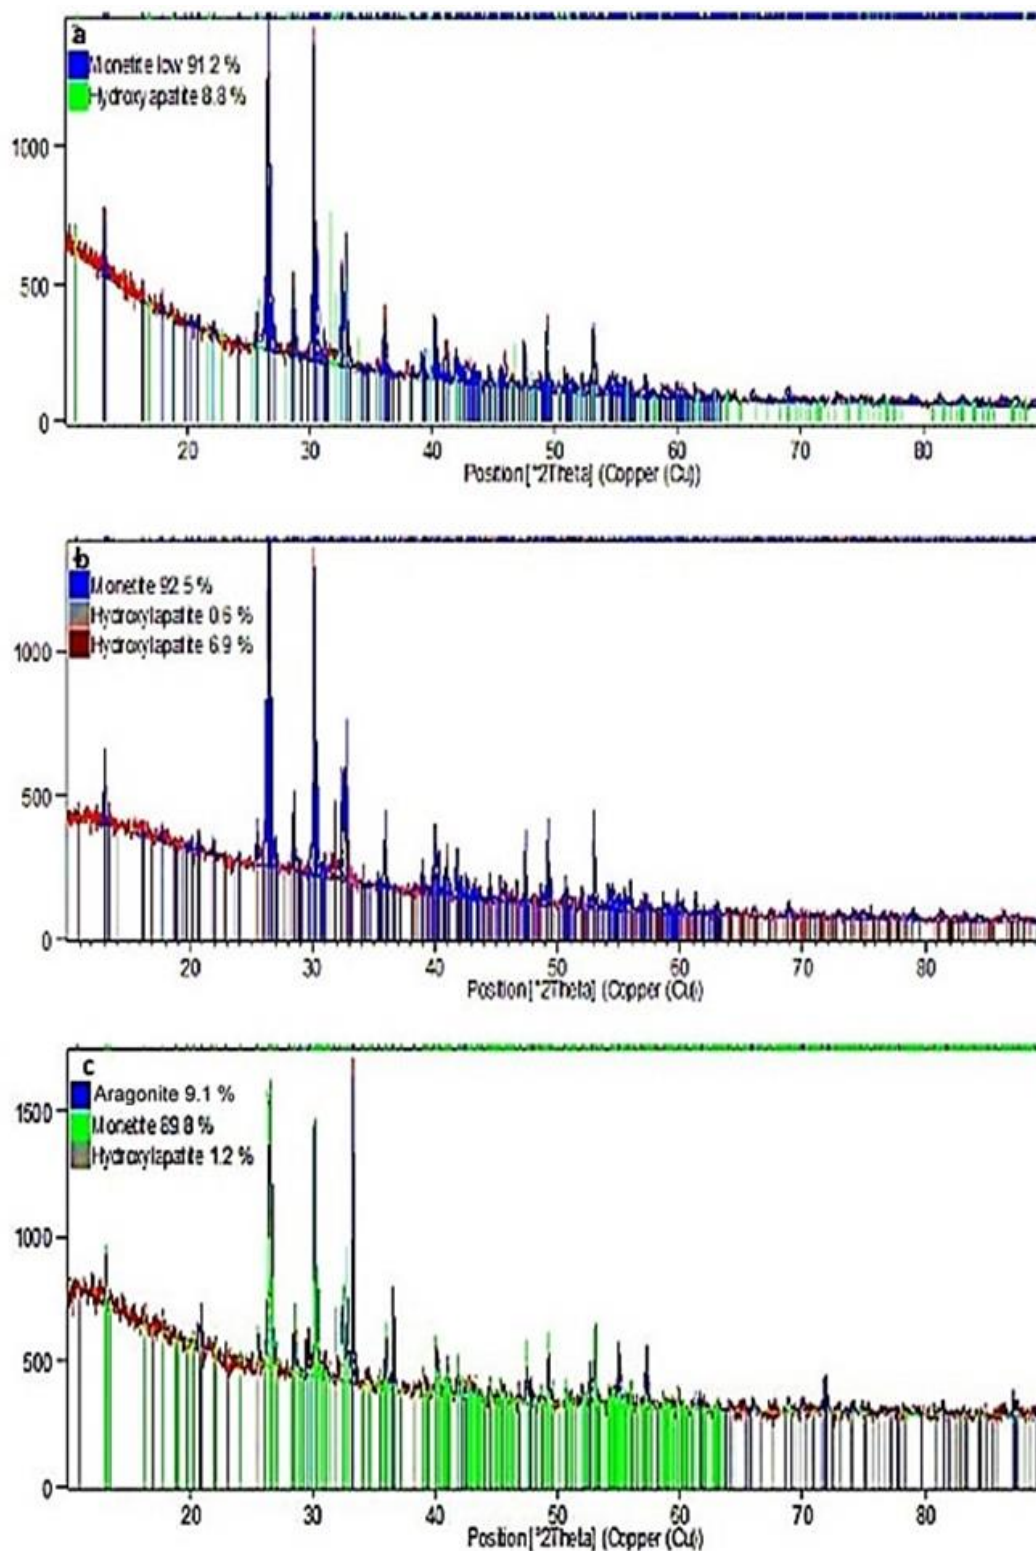 a
Monetite low 91.2 %
Hydroxyapatite 8.8 %
1000
500
0
20 30 40 50 60 70 80
Position [°2Theta] (Copper (Cu))
b
Monetite 92.5 %
Hydroxylapatite 0.6 %
Hydroxylapatite 6.9 %
1000
500
0
20 30 40 50 60 70 80
Position [°2Theta] (Copper (Cu))
c
Aragonite 9.1 %
Monetite 89.8 %
Hydroxylapatite 1.2 %
1500
1000
500
0
20 30 40 50 60 70 80
Position [°2Theta] (Copper (Cu))